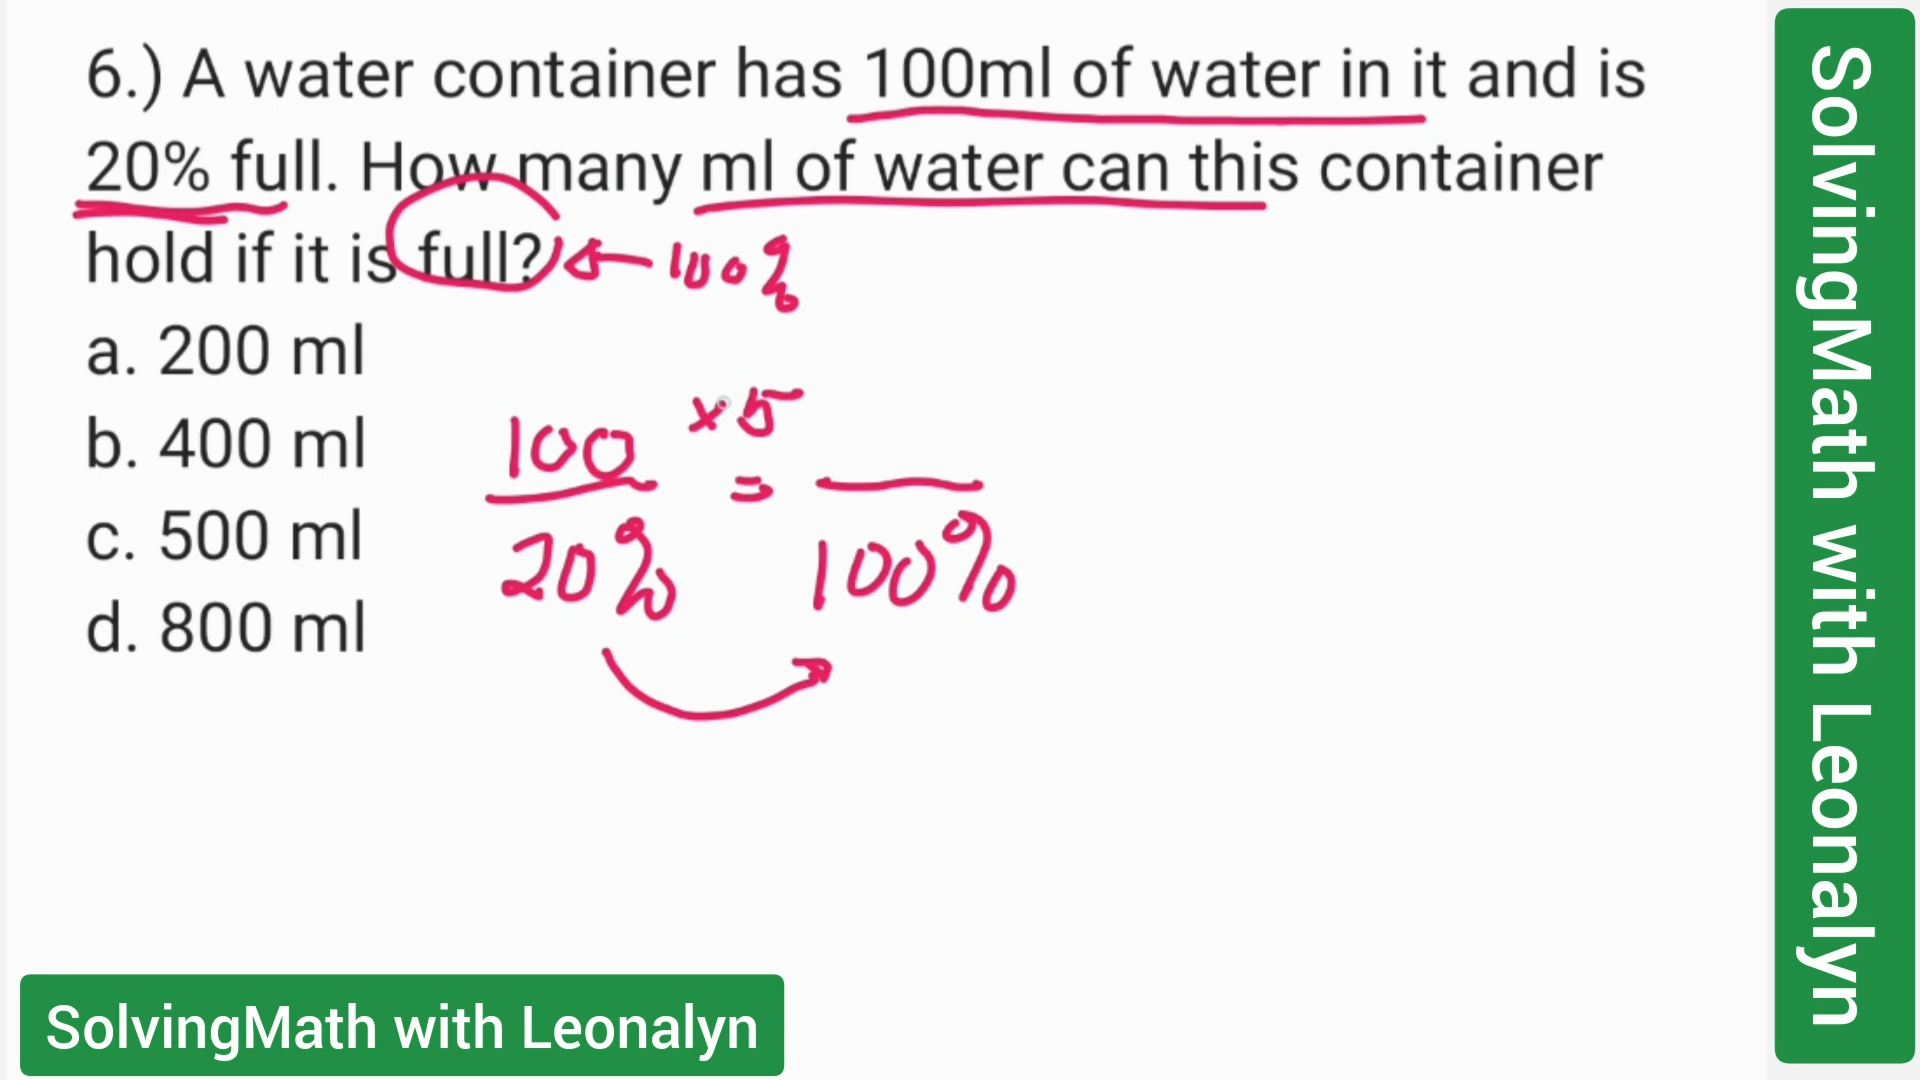 6.) A water container has 100ml of water in it and is
20% full. How many ml of water can this container
hold if it is full? 100%
a. 200 ml
b. 400 ml
c. 500 ml
d. 800 ml
×5
100 =
20% 100%
SolvingMath with Leonalyn
SolvingMath with Leonalyn